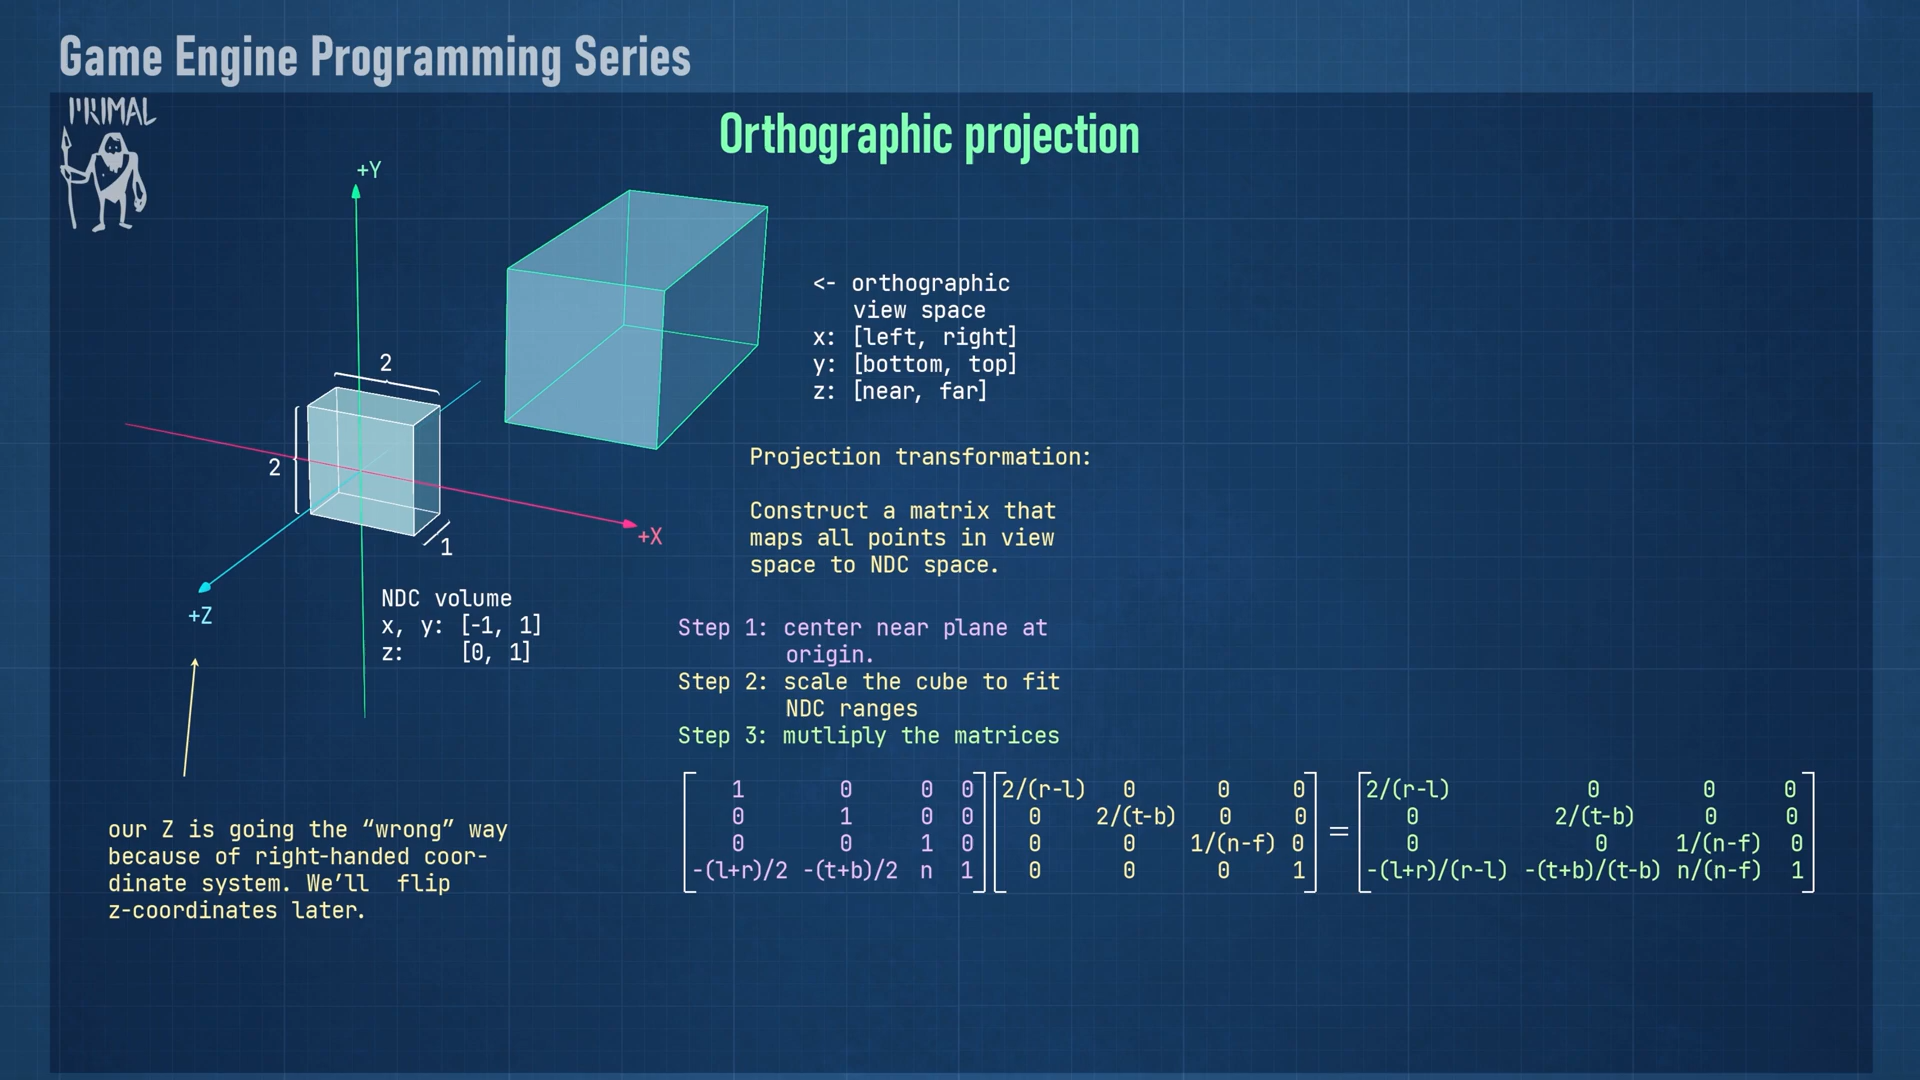 Game Engine Programming Series
PRIMAL
Orthographic projection
+Y
<- orthographic
view space
x: [left, right]
y: [bottom, top]
z: [near, far]
2
2
1
+X
+Z
NDC volume
x, y: [-1, 1]
z: [0, 1]
Projection transformation:
Construct a matrix that
maps all points in view
space to NDC space.
Step 1: center near plane at
origin.
Step 2: scale the cube to fit
NDC ranges
Step 3: mutliply the matrices
our Z is going the “wrong” way
because of right-handed coor-
dinate system. We’ll flip
z-coordinates later.
1 0 0 0 2/(r-l) 0 0 0 2/(r-l) 0 0 0
0 1 0 0 0 2/(t-b) 0 0 0 2/(t-b) 0 0
0 0 1 0 0 0 1/(n-f) 0 = 0 0 1/(n-f) 0
-(l+r)/2 -(t+b)/2 n 1 0 0 0 1 -(l+r)/(r-l) -(t+b)/(t-b) n/(n-f) 1